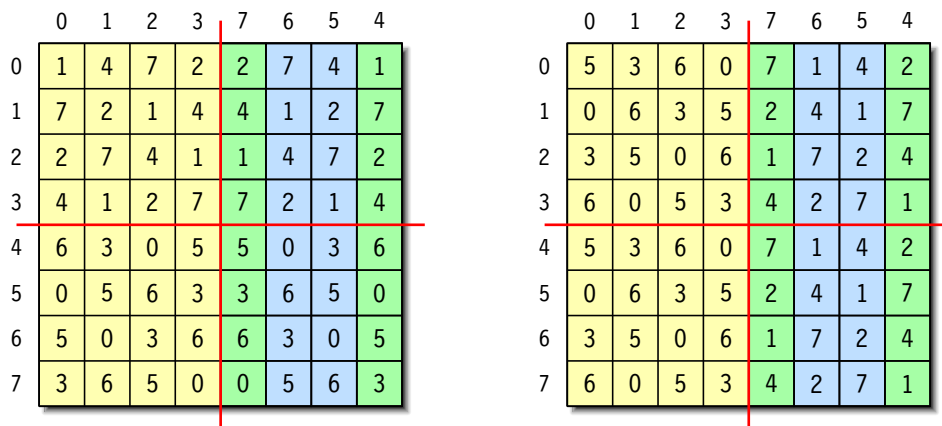 0 1 2 3 7 6 5 4
0 1 4 7 2 2 7 4 1
1 7 2 1 4 4 1 2 7
2 2 7 4 1 1 4 7 2
3 4 1 2 7 7 2 1 4
4 6 3 0 5 5 0 3 6
5 0 5 6 3 3 6 5 0
6 5 0 3 6 6 3 0 5
7 3 6 5 0 0 5 6 3
0 1 2 3 7 6 5 4
0 5 3 6 0 7 1 4 2
1 0 6 3 5 2 4 1 7
2 3 5 0 6 1 7 2 4
3 6 0 5 3 4 2 7 1
4 5 3 6 0 7 1 4 2
5 0 6 3 5 2 4 1 7
6 3 5 0 6 1 7 2 4
7 6 0 5 3 4 2 7 1